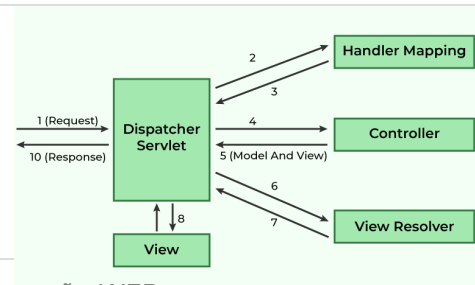 2
Handler Mapping
3
1 (Request)
Dispatcher
Servlet
4
Controller
10 (Response)
5 (Model And View)
6
7
View Resolver
8
View